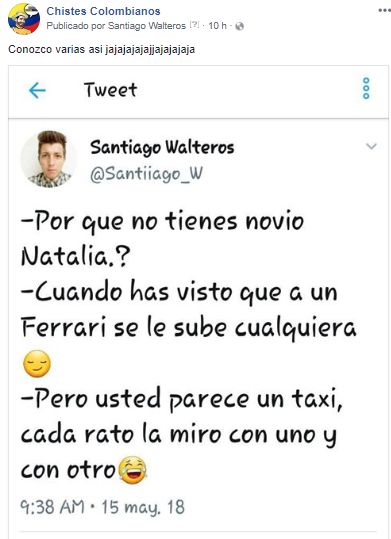 Chistes Colombianos
Publicado por Santiago Walteros [?] · 10 h ·
Conozco varias asi jajajajajajjajajajaja
Tweet
Santiago Walteros
@Santiiago_W
-Por que no tienes novio
Natalia.?
-Cuando has visto que a un
Ferrari se le sube cualquiera
😏
-Pero usted parece un taxi,
cada rato la miro con uno y
con otro😂
9:38 AM · 15 may. 18